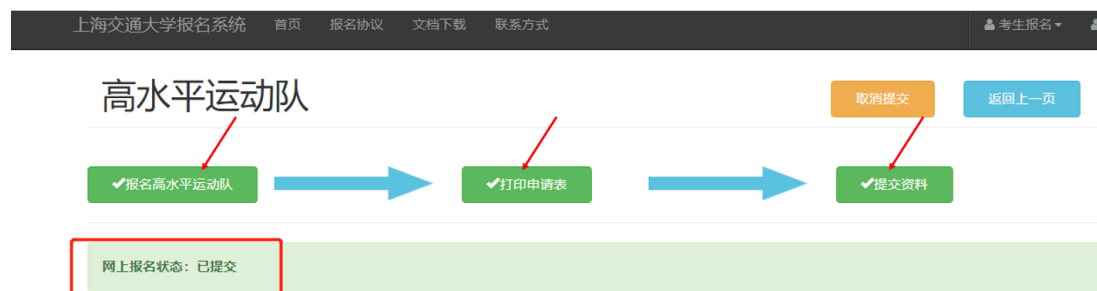 上海交通大学报名系统 首页 报名协议 文档下载 联系方式 考生报名
高水平运动队 取消提交 返回上一页
报名高水平运动队 打印申请表 提交资料
网上报名状态：已提交